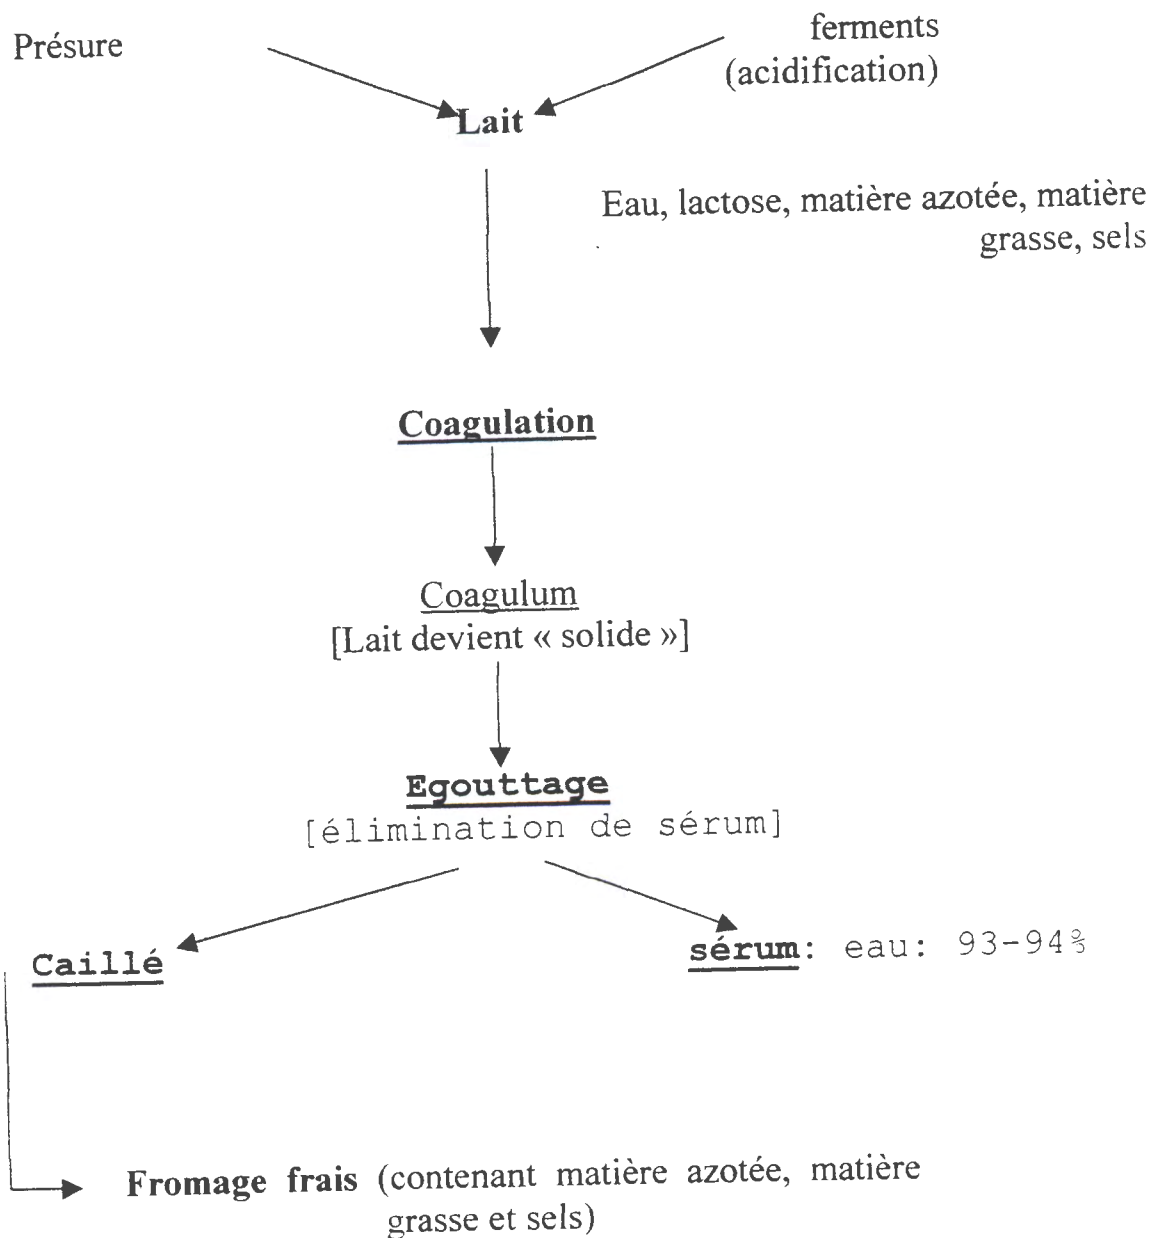 Présure
ferments
(acidification)
Lait
Eau, lactose, matière azotée, matière
grasse, sels
Coagulation
Coagulum
[Lait devient « solide »]
Egouttage
[élimination de sérum]
Caillé
sérum: eau: 93-94%
Fromage frais (contenant matière azotée, matière
grasse et sels)